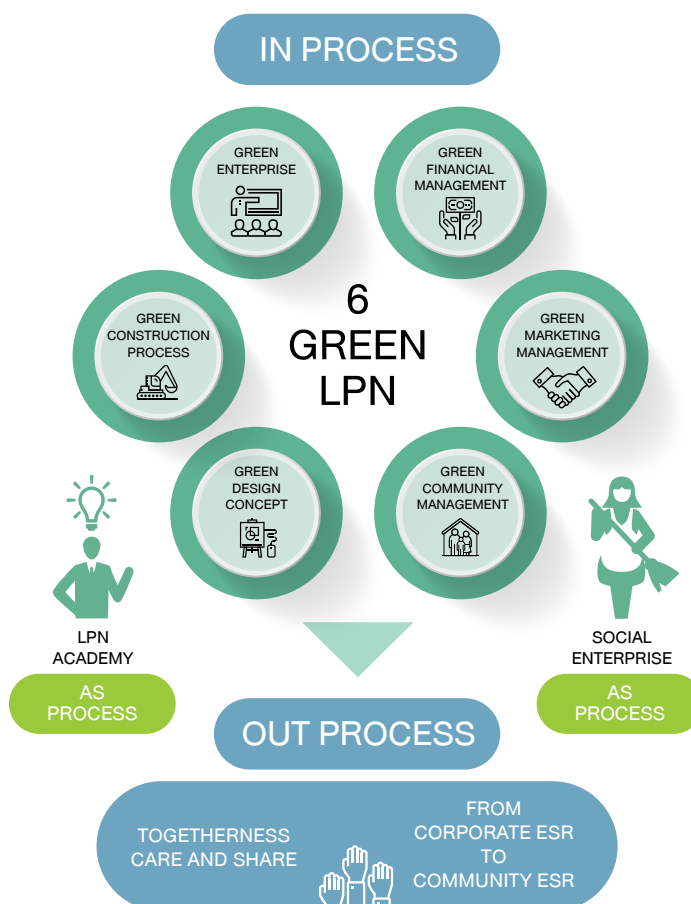 IN PROCESS
GREEN
ENTERPRISE
GREEN
FINANCIAL
MANAGEMENT
GREEN
CONSTRUCTION
PROCESS
6
GREEN
LPN
GREEN
MARKETING
MANAGEMENT
GREEN
DESIGN
CONCEPT
GREEN
COMMUNITY
MANAGEMENT
LPN
ACADEMY
AS
PROCESS
SOCIAL
ENTERPRISE
AS
PROCESS
OUT PROCESS
TOGETHERNESS
CARE AND SHARE
FROM
CORPORATE ESR
TO
COMMUNITY ESR